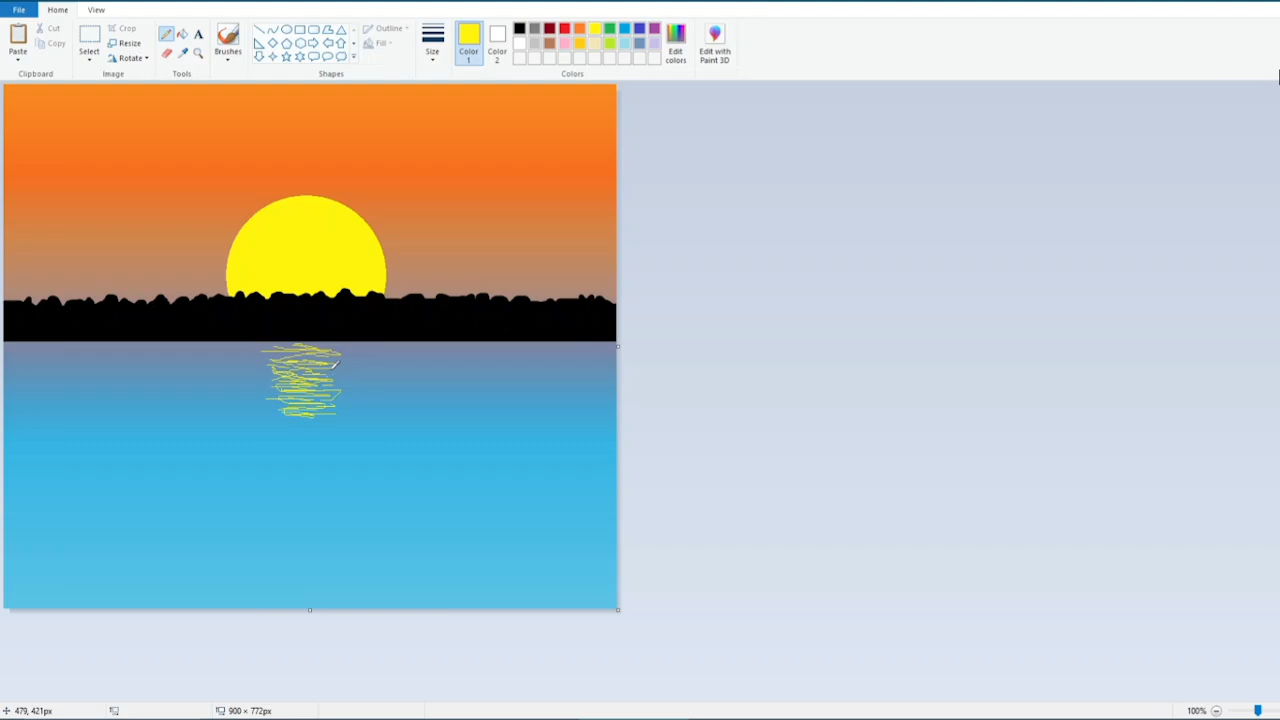 File Home View
Paste
Cut
Copy
Clipboard
Select
Crop
Resize
Rotate
Image
A
Tools
Brushes
Outline
Fill
Shapes
Size
Color
1
Color
2
Edit
colors
Edit with
Paint 3D
Colors
479, 421px 900 × 772px 100%